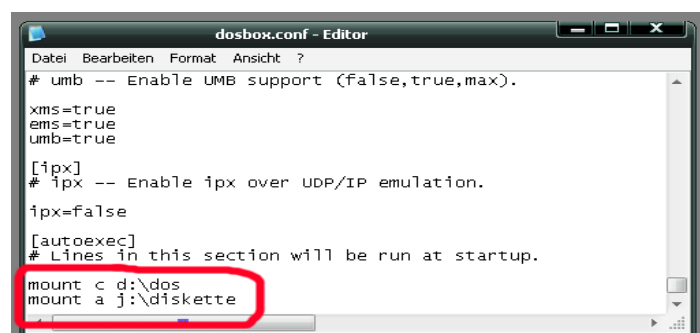 dosbox.conf - Editor
Datei Bearbeiten Format Ansicht ?
# umb -- Enable UMB support (false,true,max).
xms=true
ems=true
umb=true
[ipx]
# ipx -- Enable ipx over UDP/IP emulation.
ipx=false
[autoexec]
# Lines in this section will be run at startup.
mount c d:\dos
mount a j:\diskette